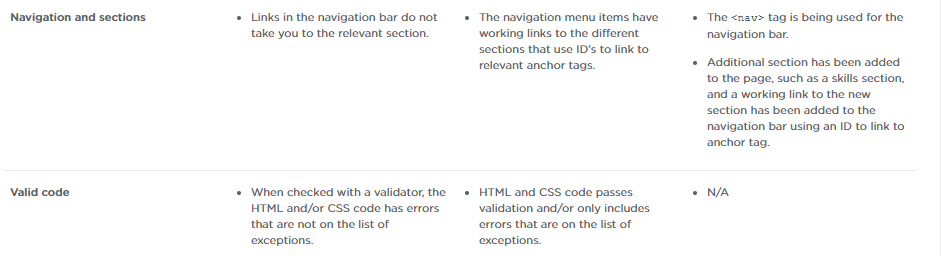 Navigation and sections
• Links in the navigation bar do not
take you to the relevant section.
• The navigation menu items have
working links to the different
sections that use ID's to link to
relevant anchor tags.
• The <nav> tag is being used for the
navigation bar.
• Additional section has been added
to the page, such as a skills section,
and a working link to the new
section has been added to the
navigation bar using an ID to link to
anchor tag.
Valid code
• When checked with a validator, the
HTML and/or CSS code has errors
that are not on the list of
exceptions.
• HTML and CSS code passes
validation and/or only includes
errors that are on the list of
exceptions.
• N/A